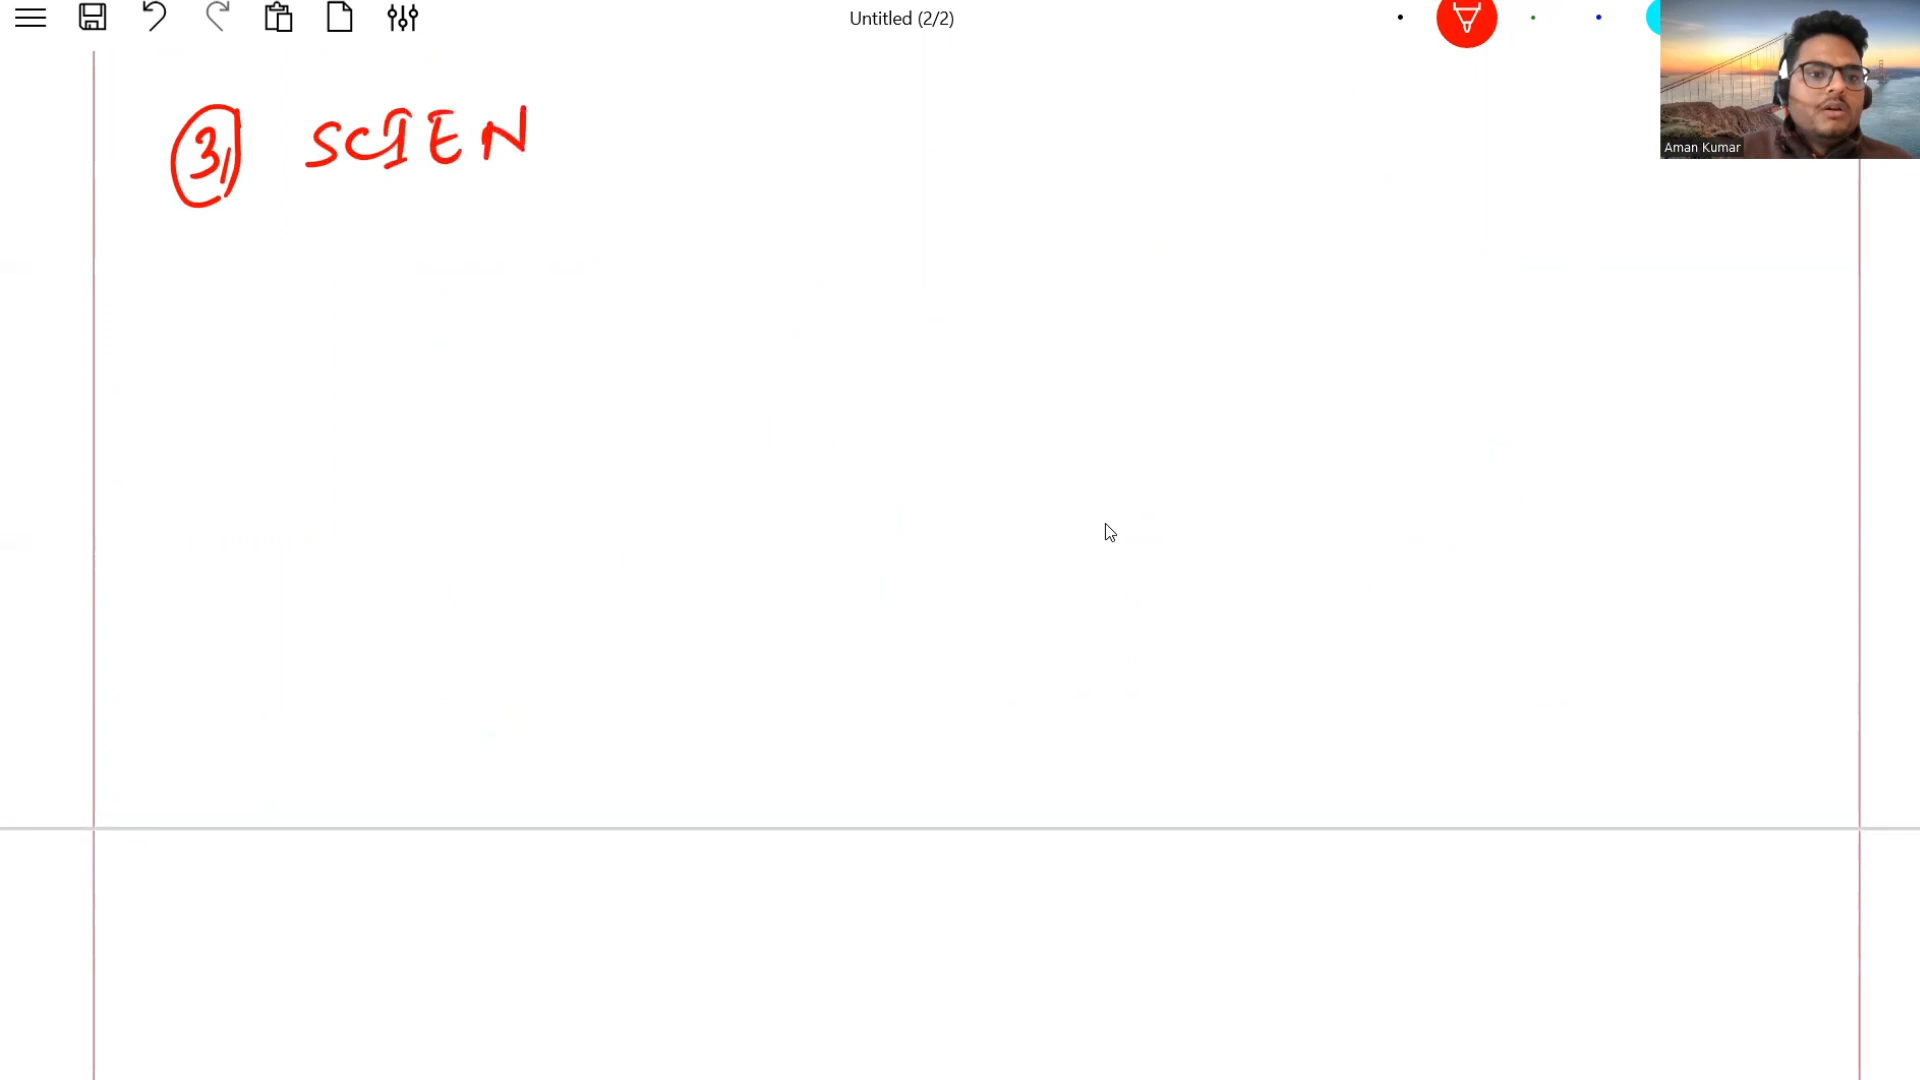 Untitled (2/2)
Aman Kumar
3, SCIEN